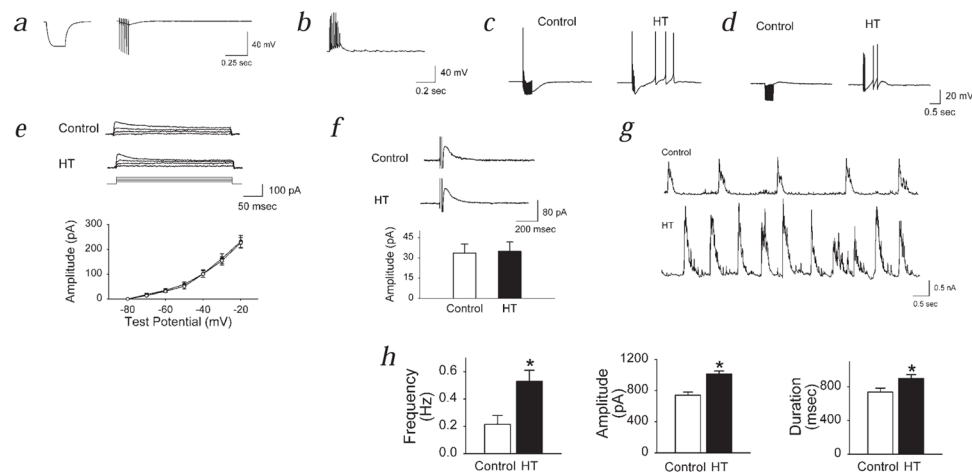 a
40 mV
0.25 sec
b
40 mV
0.2 sec
c
Control
HT
d
20 mV
0.5 sec
e
Control
HT
100 pA
50 msec
Amplitude (pA)
300
200
100
0
-80
-60
-40
-20
Test Potential (mV)
f
Control
HT
80 pA
200 msec
Amplitude (pA)
45
30
15
0
Control
HT
g
Control
HT
0.5 nA
0.5 sec
h
Frequency
(Hz)
0.6
0.4
0.2
0.0
*
Control HT
Amplitude
(pA)
1200
800
400
0
*
Control HT
Duration
(msec)
800
400
0
*
Control HT